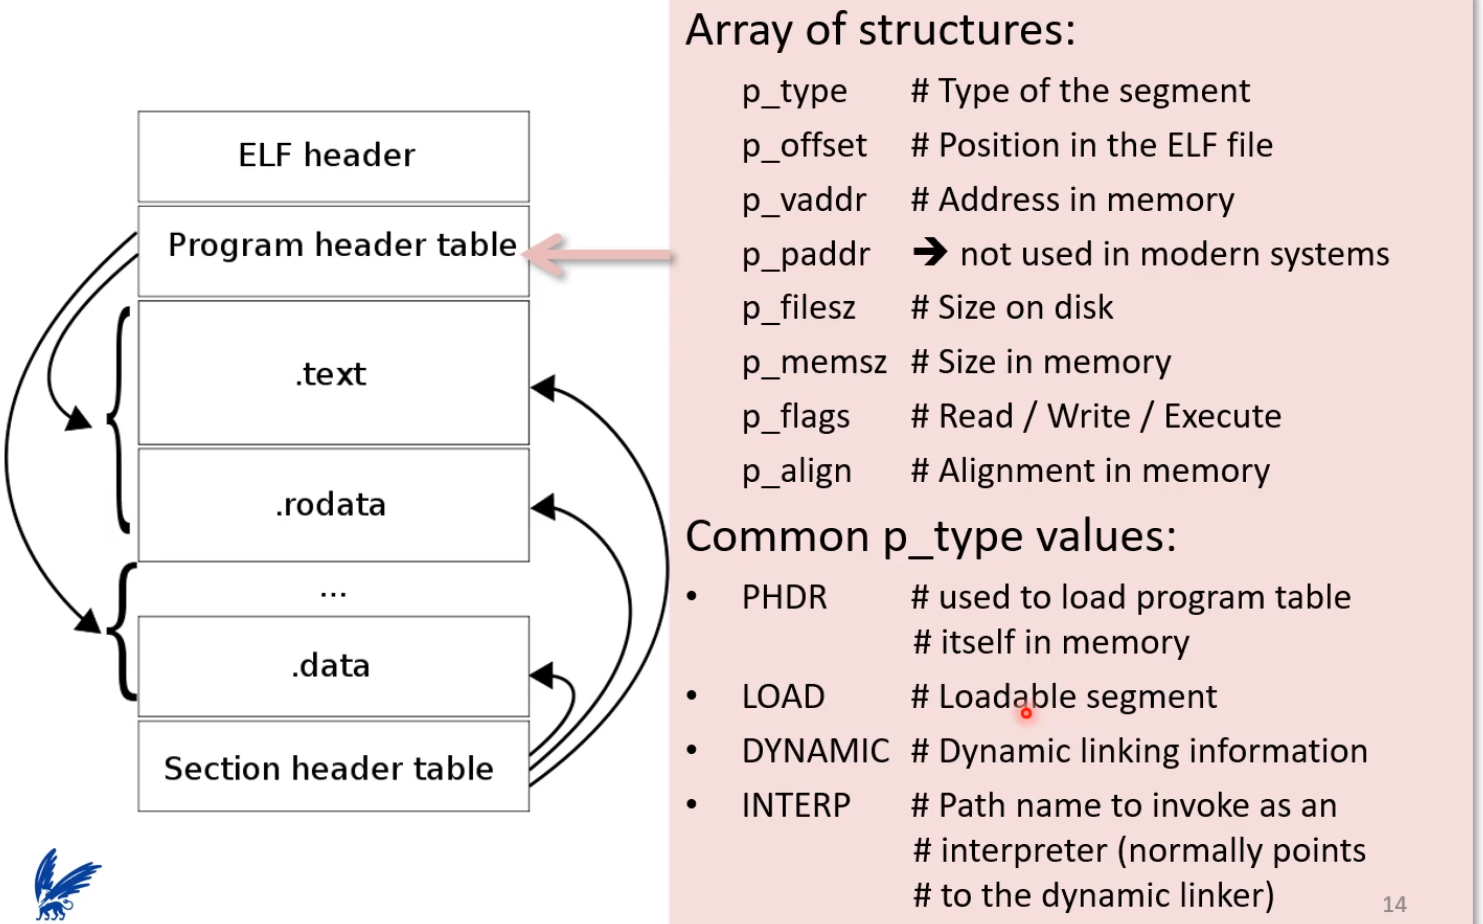 ELF header
Program header table
.text
.rodata
...
.data
Section header table
Array of structures:
p_type # Type of the segment
p_offset # Position in the ELF file
p_vaddr # Address in memory
p_paddr ➔ not used in modern systems
p_filesz # Size on disk
p_memsz # Size in memory
p_flags # Read / Write / Execute
p_align # Alignment in memory
Common p_type values:
• PHDR # used to load program table
# itself in memory
• LOAD # Loadable segment
• DYNAMIC # Dynamic linking information
• INTERP # Path name to invoke as an
# interpreter (normally points
# to the dynamic linker)
14